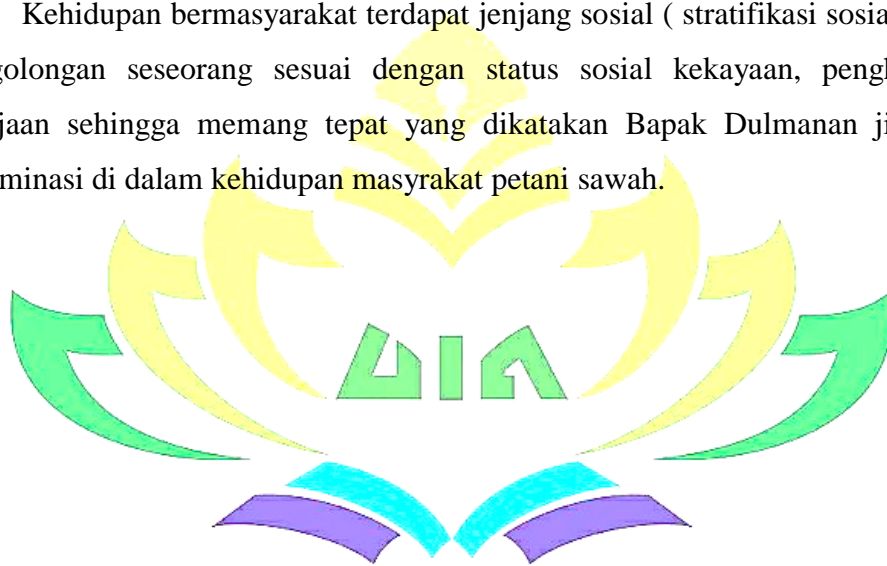 Kehidupan bermasyarakat terdapat jenjang sosial ( stratifikasi sosia
golongan seseorang sesuai dengan status sosial kekayaan, pengh
jaan sehingga memang tepat yang dikatakan Bapak Dulmanan ji
minasi di dalam kehidupan masyrakat petani sawah.
UIN